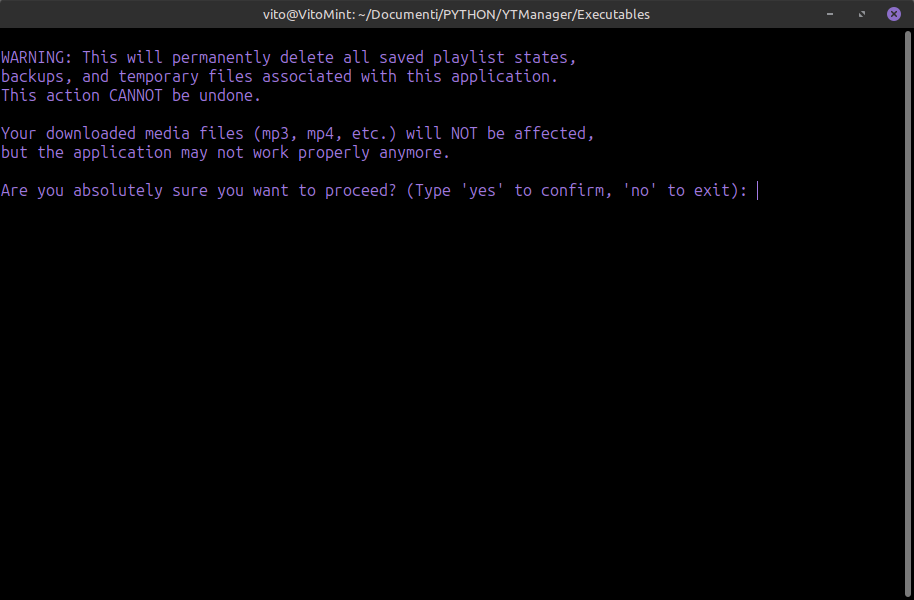 vito@VitoMint: ~/Documenti/PYTHON/YTManager/Executables
WARNING: This will permanently delete all saved playlist states,
backups, and temporary files associated with this application.
This action CANNOT be undone.
Your downloaded media files (mp3, mp4, etc.) will NOT be affected,
but the application may not work properly anymore.
Are you absolutely sure you want to proceed? (Type 'yes' to confirm, 'no' to exit):